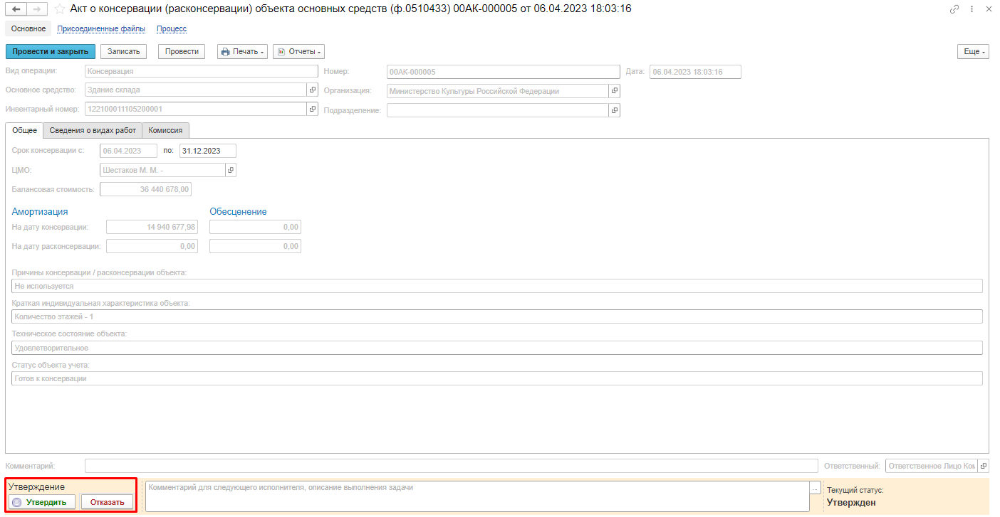 Акт о консервации (расконсервации) объекта основных средств (ф.0510433) 00АК-000005 от 06.04.2023 18:03:16
Основное Присоединенные файлы Процесс
Провести и закрыть Записать Провести Печать Отчеты Еще
Вид операции: Консервация Номер: 00АК-000005 Дата: 06.04.2023 18:03:16
Основное средство: Здание склада Организация: Министерство Культуры Российской Федерации
Инвентарный номер: 122100011105200001 Подразделение:
Общее Сведения о видах работ Комиссия
Срок консервации с: 06.04.2023 по: 31.12.2023
ЦМО: Шестаков М. М. -
Балансовая стоимость: 36 440 678,00
Амортизация Обесценение
На дату консервации: 14 940 677,98 0,00
На дату расконсервации: 0,00 0,00
Причины консервации / расконсервации объекта:
Не используется
Краткая индивидуальная характеристика объекта:
Количество этажей - 1
Техническое состояние объекта:
Удовлетворительное
Статус объекта учета:
Готов к консервации
Комментарий: Ответственный: Ответственное Лицо Ком
Утверждение Комментарий для следующего исполнителя, описание выполнения задачи ... Текущий статус:
Утвердить Отказать Утвержден